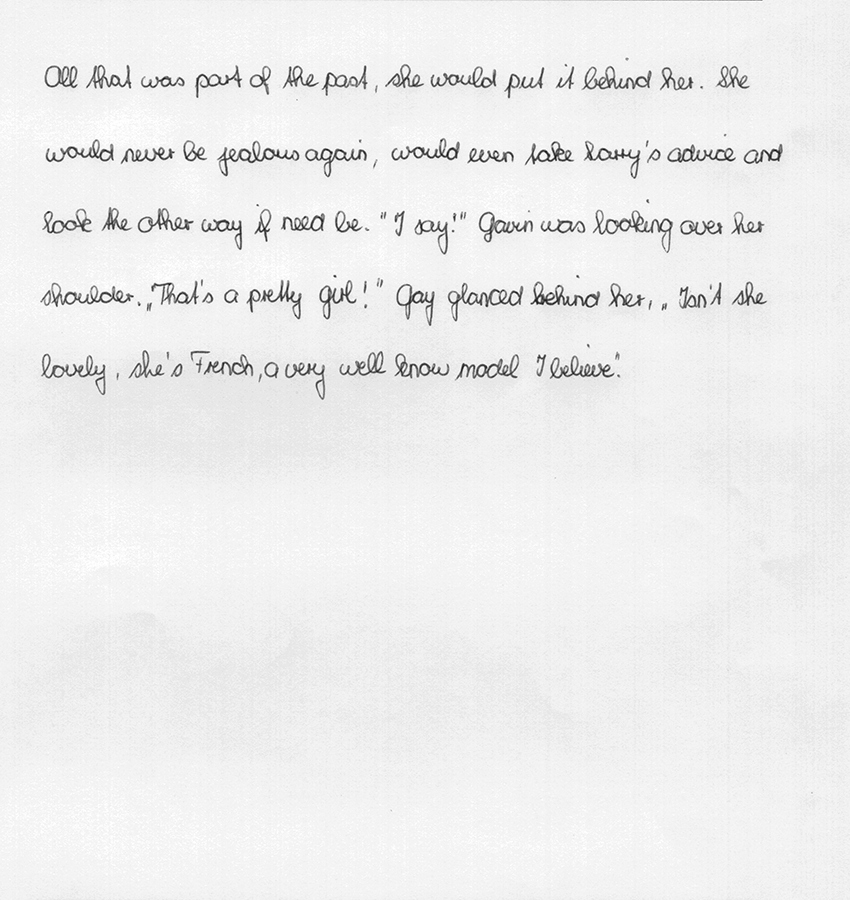 All that was part of the past, she would put it behind her. She
would never be jealous again, would even take Larry's advice and
look the other way if need be. "I say!" Gavin was looking over her
shoulder. „That's a pretty girl!" Gay glanced behind her, „Isn't she
lovely, she's French, a very well know model I believe".